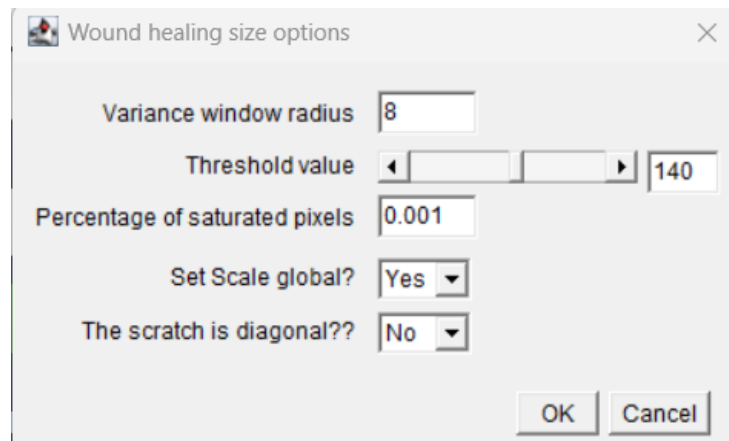 Wound healing size options
Variance window radius 8
Threshold value 140
Percentage of saturated pixels 0.001
Set Scale global? Yes
The scratch is diagonal?? No
OK Cancel